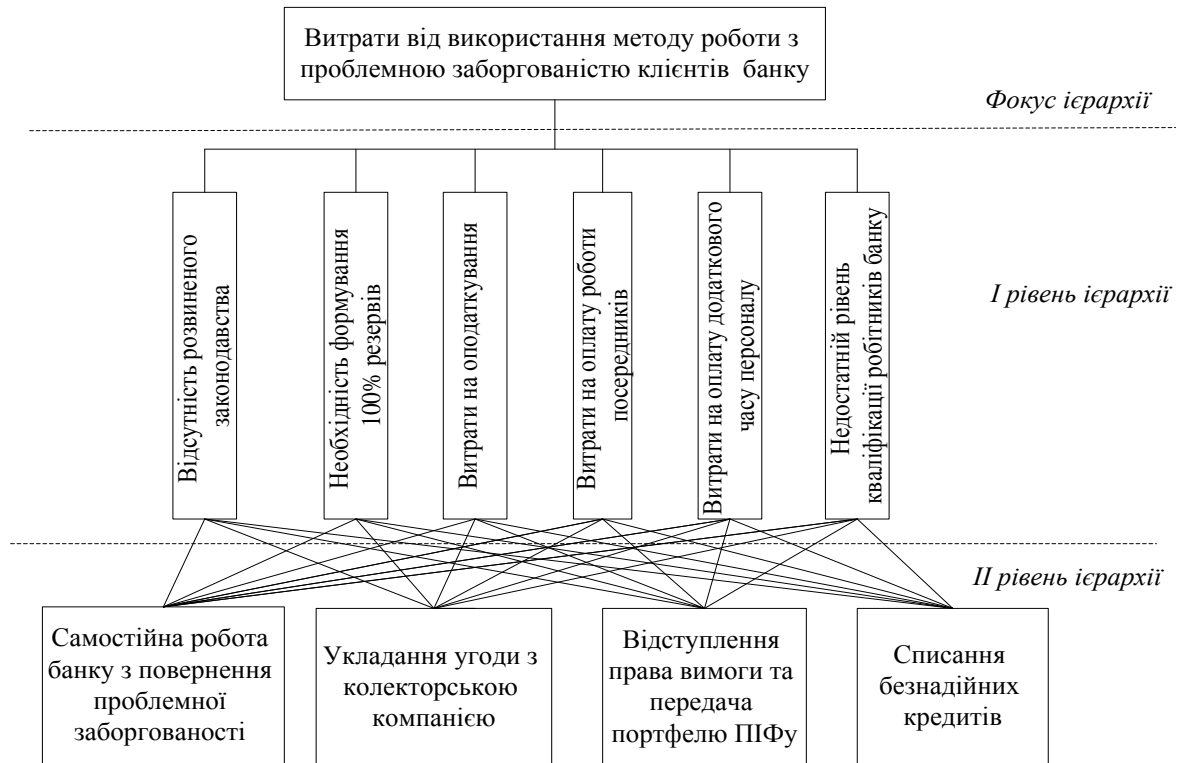 Витрати від використання методу роботи з
проблемною заборгованістю клієнтів банку
Фокус ієрархії
Відсутність розвиненого
законодавства
Необхідність формування
100% резервів
Витрати на оподаткування
Витрати на оплату роботи
посередників
Витрати на оплату додаткового
часу персоналу
Недостатній рівень
кваліфікації робітників банку
І рівень ієрархії
ІІ рівень ієрархії
Самостійна робота
банку з повернення
проблемної
заборгованості
Укладання угоди з
колекторською
компанією
Відступлення
права вимоги та
передача
портфелю ПІФу
Списання
безнадійних
кредитів